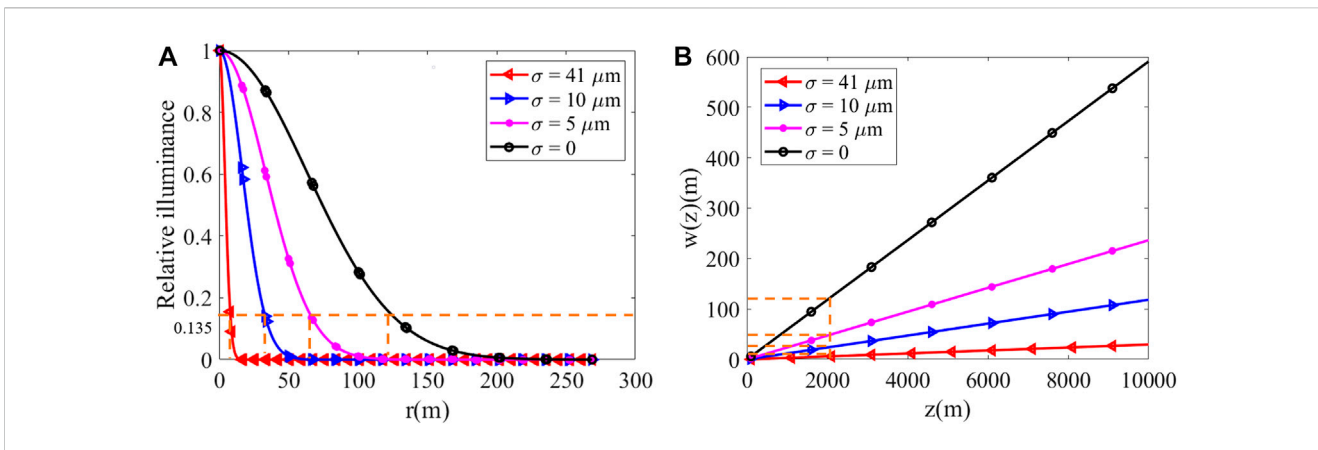 A
Relative illuminance
1
0.8
0.6
0.4
0.2
0.135
0
σ = 41 μm
σ = 10 μm
σ = 5 μm
σ = 0
0 50 100 150 200 250 300
r(m)
B
w(z)(m)
600
500
400
300
200
100
0
σ = 41 μm
σ = 10 μm
σ = 5 μm
σ = 0
0 2000 4000 6000 8000 10000
z(m)